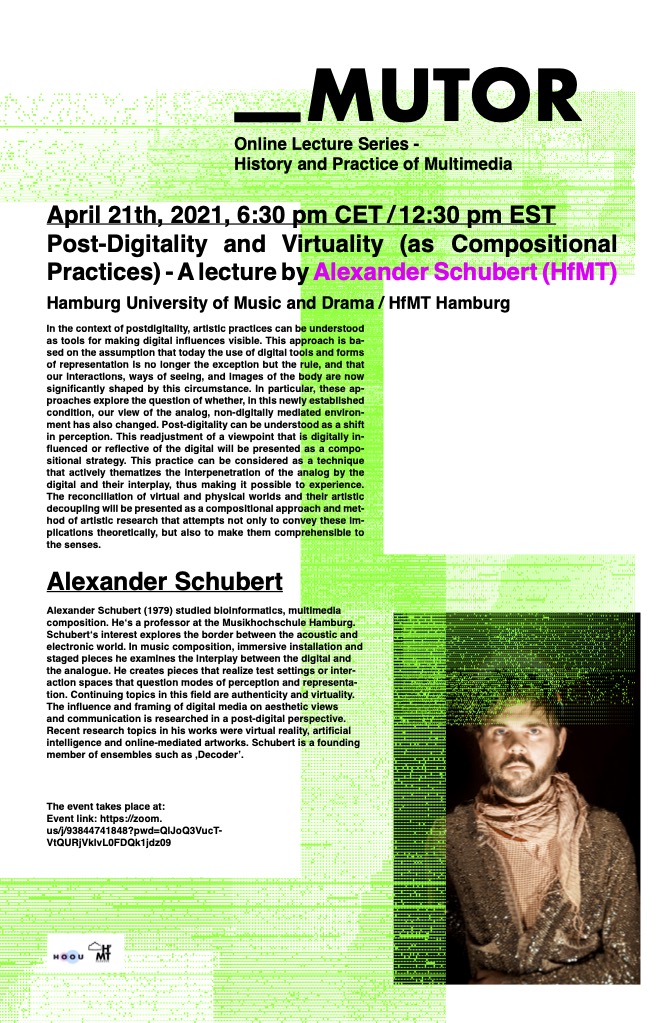 _MUTOR
Online Lecture Series -
History and Practice of Multimedia
April 21th, 2021, 6:30 pm CET / 12:30 pm EST
Post-Digitality and Virtuality (as Compositional
Practices) - A lecture by Alexander Schubert (HfMT)
Hamburg University of Music and Drama / HfMT Hamburg
In the context of postdigitality, artistic practices can be understood
as tools for making digital influences visible. This approach is ba-
sed on the assumption that today the use of digital tools and forms
of representation is no longer the exception but the rule, and that
our interactions, ways of seeing, and images of the body are now
significantly shaped by this circumstance. In particular, these ap-
proaches explore the question of whether, in this newly established
condition, our view of the analog, non-digitally mediated environ-
ment has also changed. Post-digitality can be understood as a shift
in perception. This readjustment of a viewpoint that is digitally in-
fluenced or reflective of the digital will be presented as a compo-
sitional strategy. This practice can be considered as a technique
that actively thematizes the interpenetration of the analog by the
digital and their interplay, thus making it possible to experience.
The reconciliation of virtual and physical worlds and their artistic
decoupling will be presented as a compositional approach and met-
hod of artistic research that attempts not only to convey these im-
plications theoretically, but also to make them comprehensible to
the senses.
Alexander Schubert
Alexander Schubert (1979) studied bioinformatics, multimedia
composition. He's a professor at the Musikhochschule Hamburg.
Schubert's interest explores the border between the acoustic and
electronic world. In music composition, immersive installation and
staged pieces he examines the interplay between the digital and
the analogue. He creates pieces that realize test settings or inter-
action spaces that question modes of perception and representa-
tion. Continuing topics in this field are authenticity and virtuality.
The influence and framing of digital media on aesthetic views
and communication is researched in a post-digital perspective.
Recent research topics in his works were virtual reality, artificial
intelligence and online-mediated artworks. Schubert is a founding
member of ensembles such as ‚Decoder'.
The event takes place at:
Event link: https://zoom.
us/j/93844741848?pwd=QlJoQ3VucT-
VtQURjVklvL0FDQk1jdz09
HOOU
HfMT